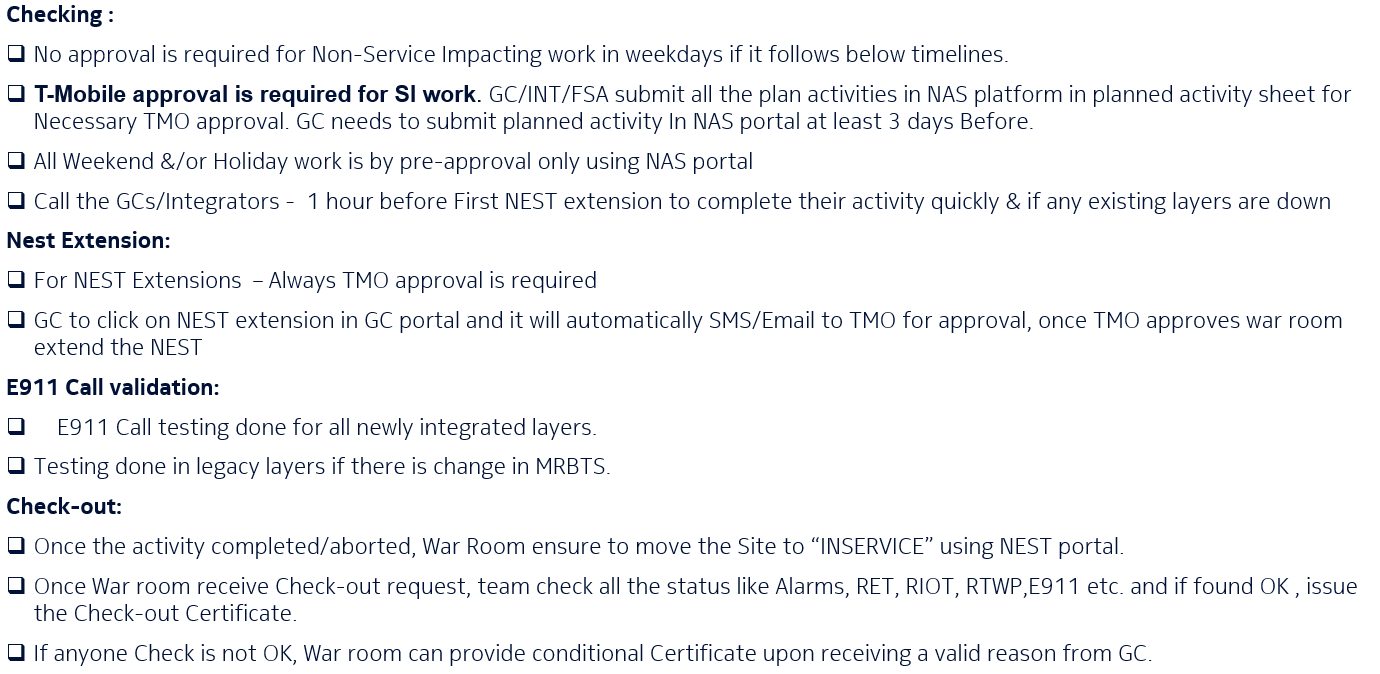 Checking :
❑ No approval is required for Non-Service Impacting work in weekdays if it follows below timelines.
❑ T-Mobile approval is required for SI work. GC/INT/FSA submit all the plan activities in NAS platform in planned activity sheet for
Necessary TMO approval. GC needs to submit planned activity In NAS portal at least 3 days Before.
❑ All Weekend &/or Holiday work is by pre-approval only using NAS portal
❑ Call the GCs/Integrators - 1 hour before First NEST extension to complete their activity quickly & if any existing layers are down
Nest Extension:
❑ For NEST Extensions – Always TMO approval is required
❑ GC to click on NEST extension in GC portal and it will automatically SMS/Email to TMO for approval, once TMO approves war room
extend the NEST
E911 Call validation:
❑ E911 Call testing done for all newly integrated layers.
❑ Testing done in legacy layers if there is change in MRBTS.
Check-out:
❑ Once the activity completed/aborted, War Room ensure to move the Site to “INSERVICE” using NEST portal.
❑ Once War room receive Check-out request, team check all the status like Alarms, RET, RIOT, RTWP,E911 etc. and if found OK , issue
the Check-out Certificate.
❑ If anyone Check is not OK, War room can provide conditional Certificate upon receiving a valid reason from GC.